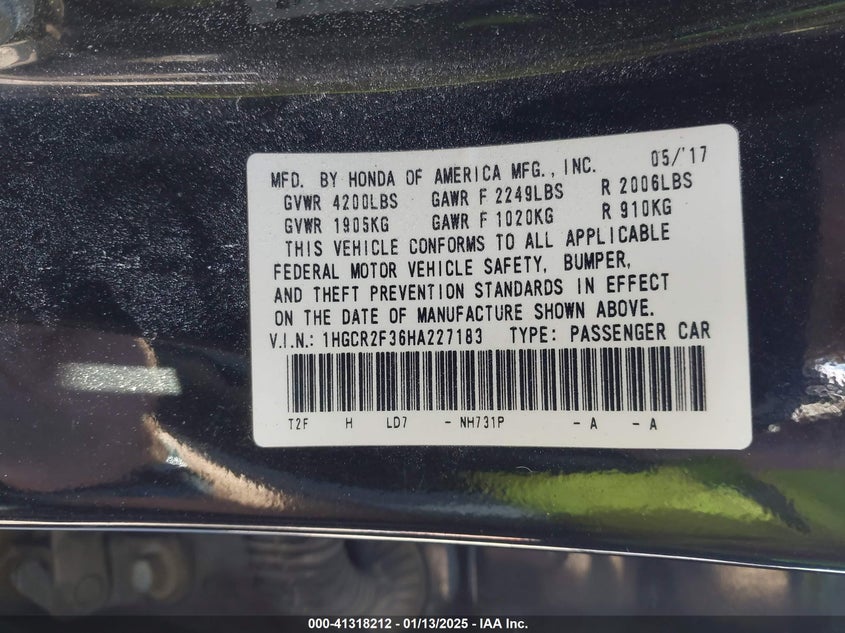 MFD. BY HONDA OF AMERICA MFG., INC. 05/'17
GVWR 4200LBS GAWR F 2249LBS R 2006LBS
GVWR 1905KG GAWR F 1020KG R 910KG
THIS VEHICLE CONFORMS TO ALL APPLICABLE
FEDERAL MOTOR VEHICLE SAFETY, BUMPER,
AND THEFT PREVENTION STANDARDS IN EFFECT
ON THE DATE OF MANUFACTURE SHOWN ABOVE.
V.I.N.: 1HGCR2F36HA227183 TYPE: PASSENGER CAR
T2F H LD7 - NH731P - A - A
000-41318212 - 01/13/2025 - IAA Inc.